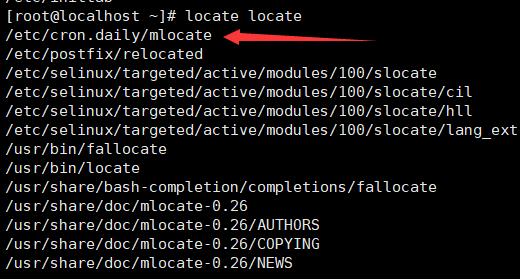 /etc/inittab
[root@localhost ~]# locate locate
/etc/cron.daily/mlocate
/etc/postfix/relocated
/etc/selinux/targeted/active/modules/100/slocate
/etc/selinux/targeted/active/modules/100/slocate/cil
/etc/selinux/targeted/active/modules/100/slocate/hll
/etc/selinux/targeted/active/modules/100/slocate/lang_ext
/usr/bin/fallocate
/usr/bin/locate
/usr/share/bash-completion/completions/fallocate
/usr/share/doc/mlocate-0.26
/usr/share/doc/mlocate-0.26/AUTHORS
/usr/share/doc/mlocate-0.26/COPYING
/usr/share/doc/mlocate-0.26/NEWS